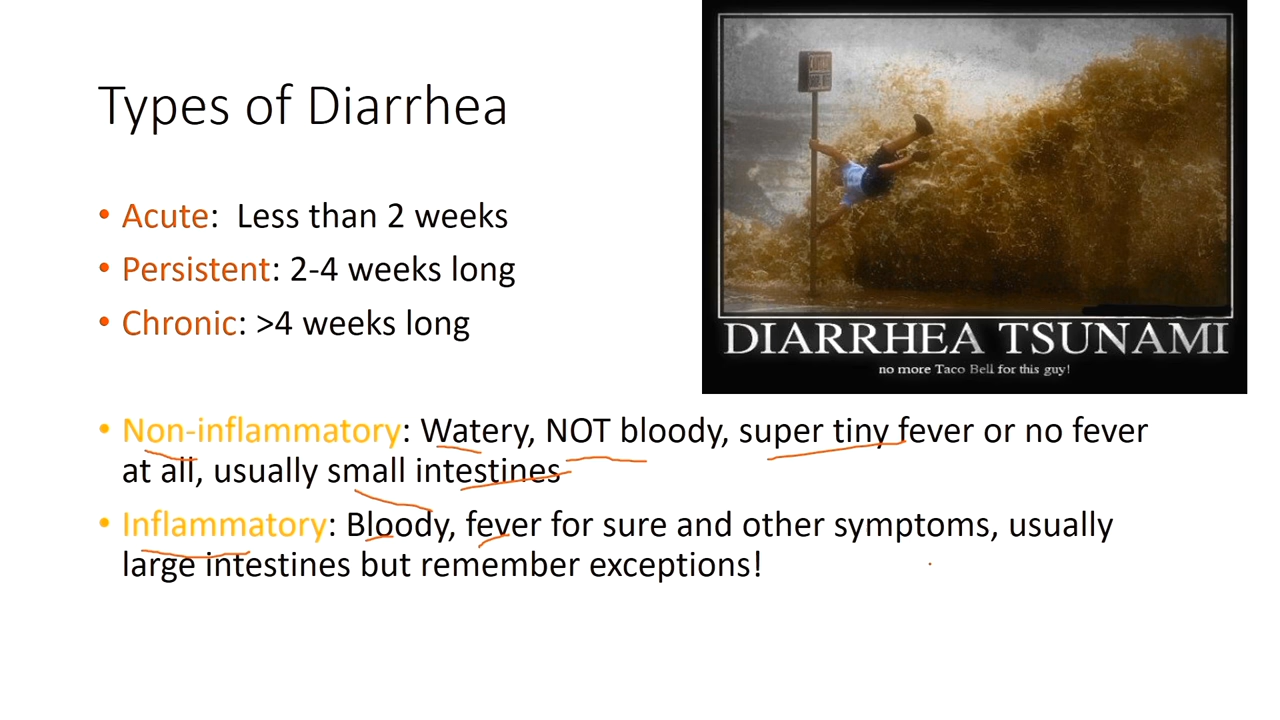 Types of Diarrhea
• Acute:  Less than 2 weeks
• Persistent: 2-4 weeks long
• Chronic: >4 weeks long
DIARRHEA TSUNAMI
no more Taco Bell for this guy!
• Non-inflammatory: Watery, NOT bloody, super tiny fever or no fever
at all, usually small intestines
• Inflammatory: Bloody, fever for sure and other symptoms, usually
large intestines but remember exceptions!